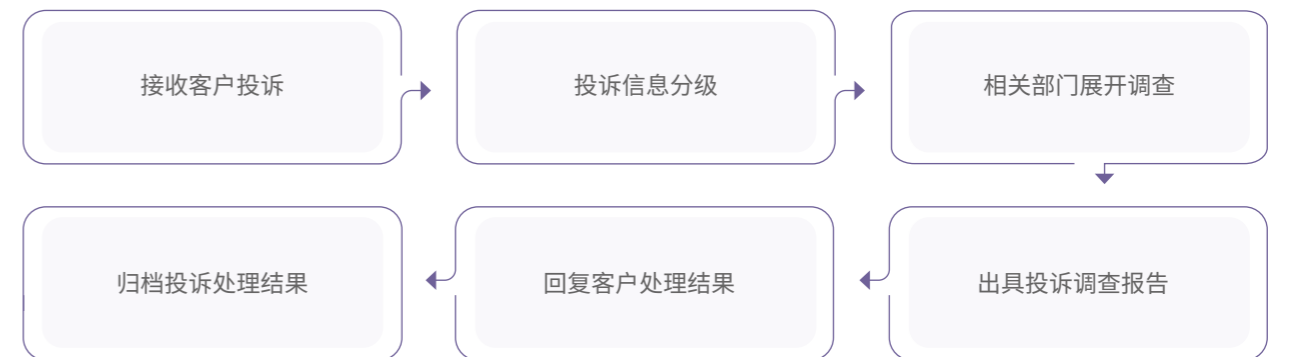 接收客户投诉
投诉信息分级
相关部门展开调查
归档投诉处理结果
回复客户处理结果
出具投诉调查报告